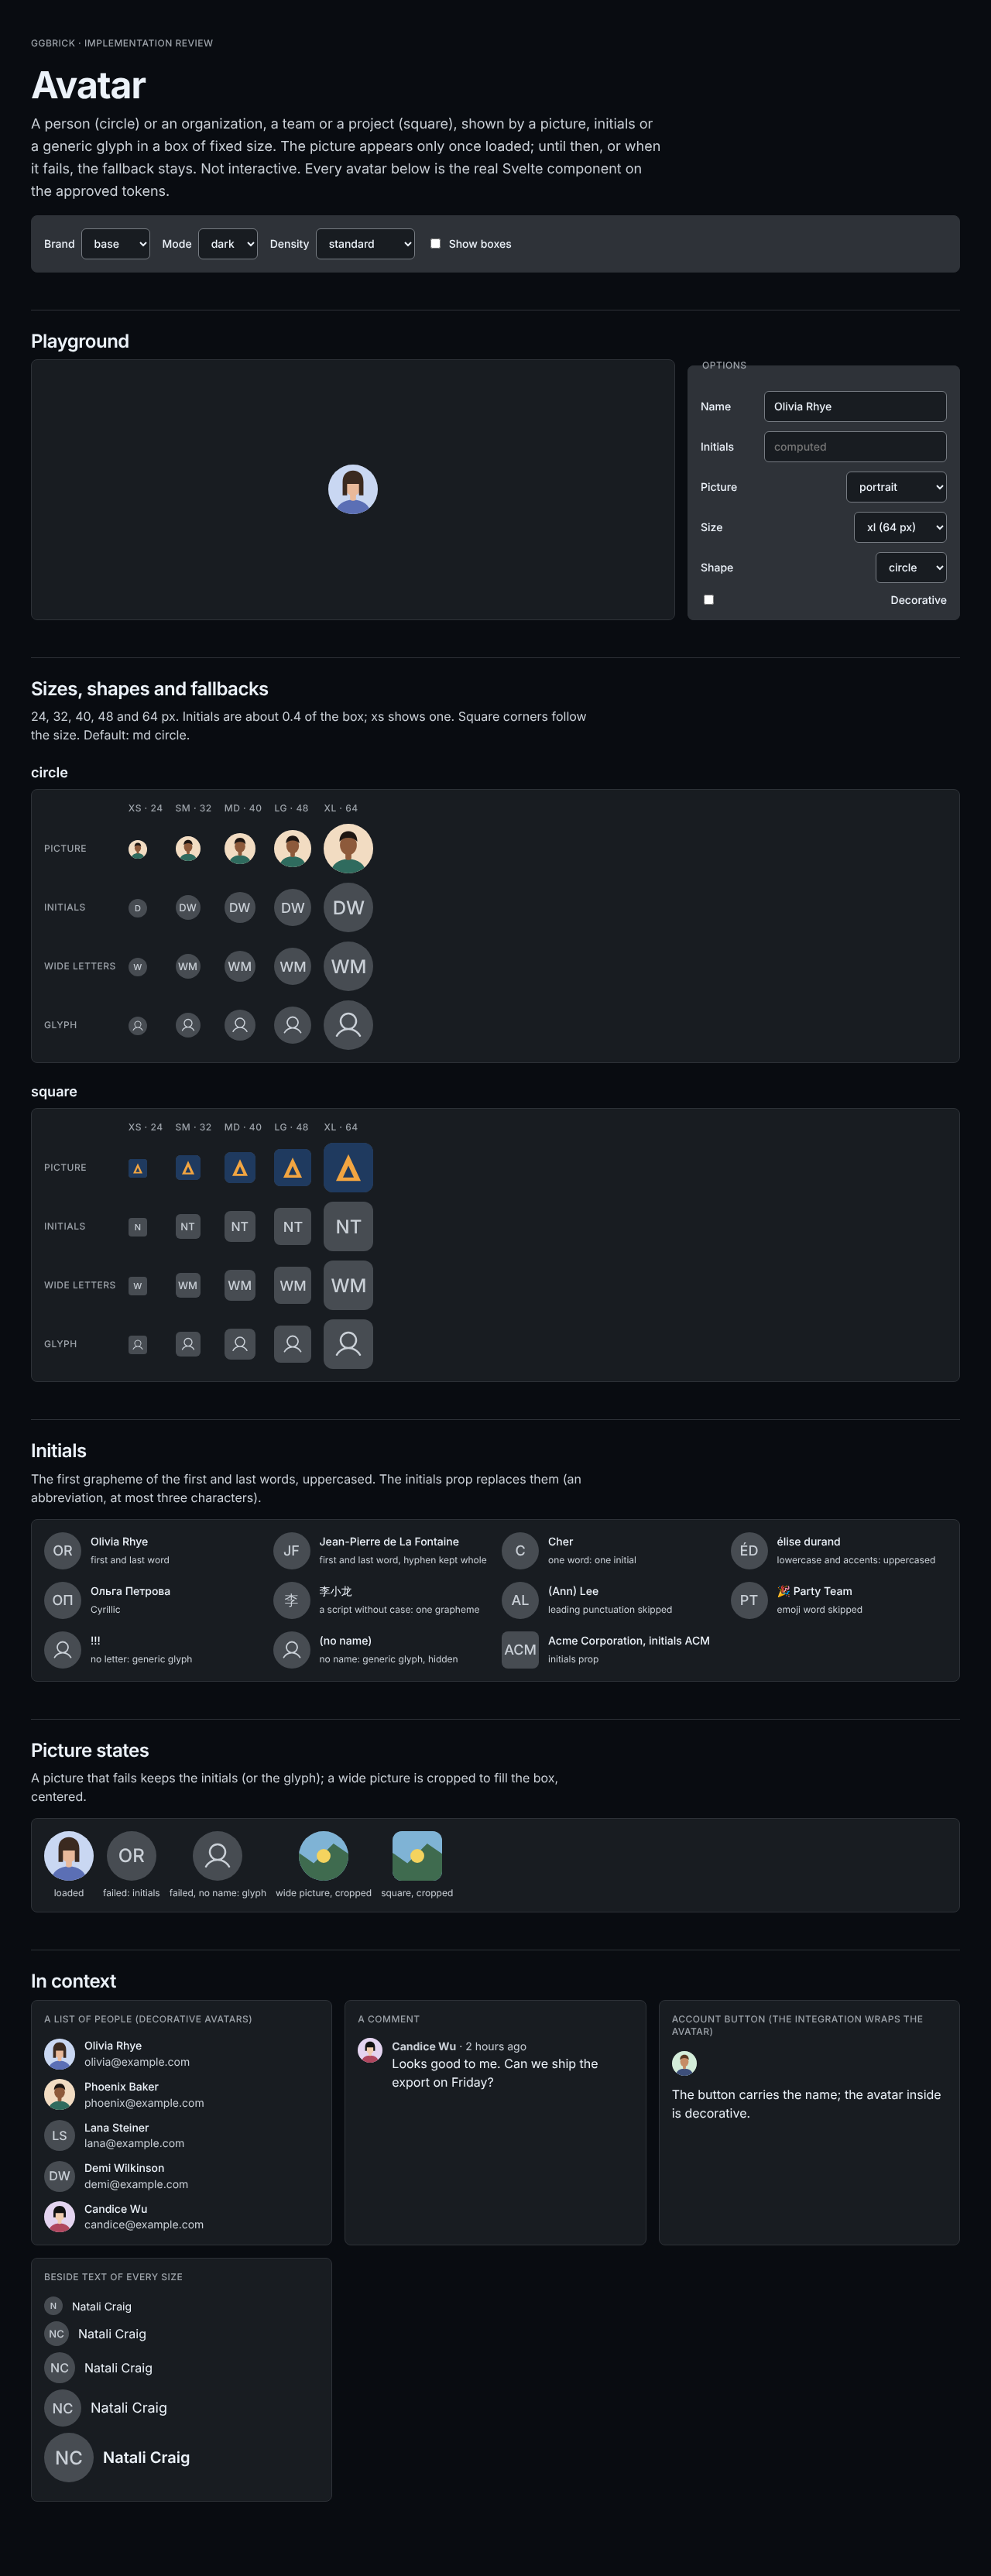 GGBRICK · IMPLEMENTATION REVIEW
Avatar
A person (circle) or an organization, a team or a project (square), shown by a picture, initials or
a generic glyph in a box of fixed size. The picture appears only once loaded; until then, or when
it fails, the fallback stays. Not interactive. Every avatar below is the real Svelte component on
the approved tokens.
Brand base Mode dark Density standard Show boxes
Playground
OPTIONS
Name Olivia Rhye
Initials computed
Picture portrait
Size xl (64 px)
Shape circle
Decorative
Sizes, shapes and fallbacks
24, 32, 40, 48 and 64 px. Initials are about 0.4 of the box; xs shows one. Square corners follow
the size. Default: md circle.
circle
XS · 24 SM · 32 MD · 40 LG · 48 XL · 64
PICTURE
INITIALS D DW DW DW DW
WIDE LETTERS W WM WM WM WM
GLYPH
square
XS · 24 SM · 32 MD · 40 LG · 48 XL · 64
PICTURE
INITIALS N NT NT NT NT
WIDE LETTERS W WM WM WM WM
GLYPH
Initials
The first grapheme of the first and last words, uppercased. The initials prop replaces them (an
abbreviation, at most three characters).
OR Olivia Rhye
first and last word
JF Jean-Pierre de La Fontaine
first and last word, hyphen kept whole
C Cher
one word: one initial
ÉD élise durand
lowercase and accents: uppercased
ОП Ольга Петрова
Cyrillic
李 李小龙
a script without case: one grapheme
AL (Ann) Lee
leading punctuation skipped
PT 🎉 Party Team
emoji word skipped
!!!
no letter: generic glyph
(no name)
no name: generic glyph, hidden
ACM Acme Corporation, initials ACM
initials prop
Picture states
A picture that fails keeps the initials (or the glyph); a wide picture is cropped to fill the box,
centered.
OR
loaded failed: initials failed, no name: glyph wide picture, cropped square, cropped
In context
A LIST OF PEOPLE (DECORATIVE AVATARS)
Olivia Rhye
olivia@example.com
Phoenix Baker
phoenix@example.com
LS Lana Steiner
lana@example.com
DW Demi Wilkinson
demi@example.com
Candice Wu
candice@example.com
A COMMENT
Candice Wu · 2 hours ago
Looks good to me. Can we ship the
export on Friday?
ACCOUNT BUTTON (THE INTEGRATION WRAPS THE
AVATAR)
The button carries the name; the avatar inside
is decorative.
BESIDE TEXT OF EVERY SIZE
N Natali Craig
NC Natali Craig
NC Natali Craig
NC Natali Craig
NC Natali Craig